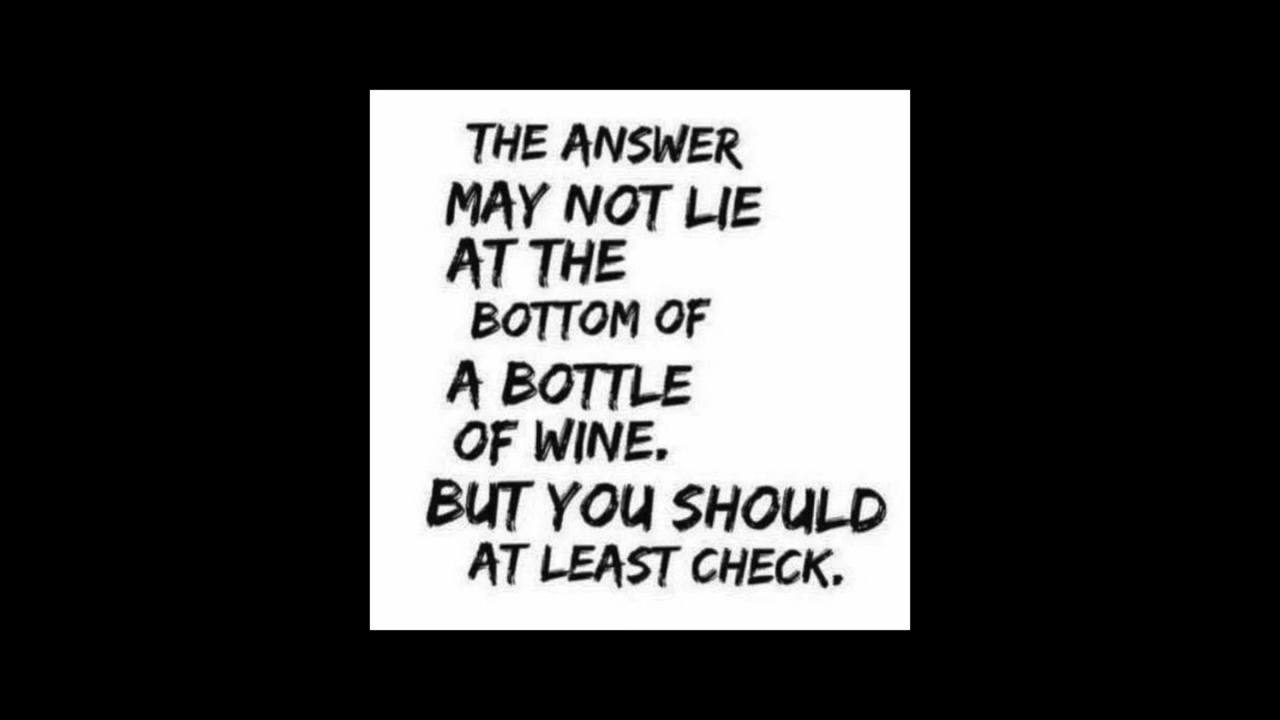 THE ANSWER
MAY NOT LIE
AT THE
BOTTOM OF
A BOTTLE
OF WINE.
BUT YOU SHOULD
AT LEAST CHECK.